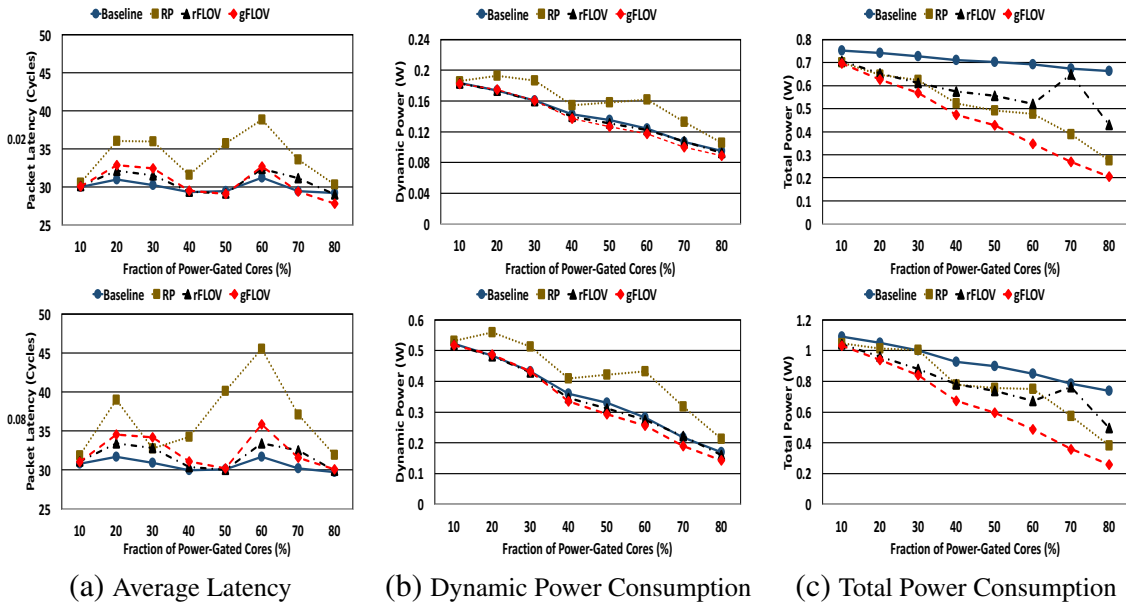 Baseline RP rFLOV gFLOV
50
45
40
35
30
25
0.02
Packet Latency (Cycles)
10 20 30 40 50 60 70 80
Fraction of Power-Gated Cores (%)
Baseline RP rFLOV gFLOV
0.24
0.2
0.16
0.12
0.08
0.04
0
Dynamic Power (W)
10 20 30 40 50 60 70 80
Fraction of Power-Gated Cores (%)
Baseline RP rFLOV gFLOV
0.8
0.7
0.6
0.5
0.4
0.3
0.2
0.1
0
Total Power (W)
10 20 30 40 50 60 70 80
Fraction of Power-Gated Cores (%)
Baseline RP rFLOV gFLOV
50
45
40
35
30
25
0.08
Packet Latency (Cycles)
10 20 30 40 50 60 70 80
Fraction of Power-Gated Cores (%)
Baseline RP rFLOV gFLOV
0.6
0.5
0.4
0.3
0.2
0.1
0
Dynamic Power (W)
10 20 30 40 50 60 70 80
Fraction of Power-Gated Cores (%)
Baseline RP rFLOV gFLOV
1.2
1
0.8
0.6
0.4
0.2
0
Total Power (W)
10 20 30 40 50 60 70 80
Fraction of Power-Gated Cores (%)
(a) Average Latency
(b) Dynamic Power Consumption
(c) Total Power Consumption